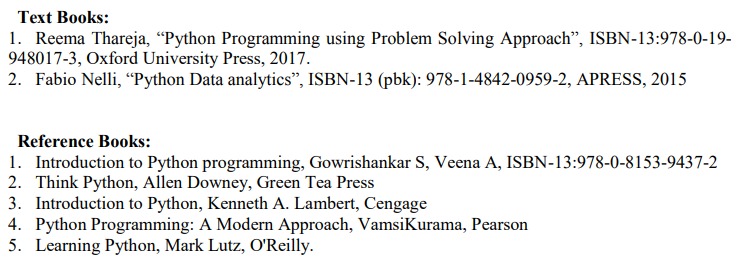 Text Books:
1. Reema Thareja, “Python Programming using Problem Solving Approach”, ISBN-13:978-0-19-
948017-3, Oxford University Press, 2017.
2. Fabio Nelli, “Python Data analytics”, ISBN-13 (pbk): 978-1-4842-0959-2, APRESS, 2015
Reference Books:
1. Introduction to Python programming, Gowrishankar S, Veena A, ISBN-13:978-0-8153-9437-2
2. Think Python, Allen Downey, Green Tea Press
3. Introduction to Python, Kenneth A. Lambert, Cengage
4. Python Programming: A Modern Approach, VamsiKurama, Pearson
5. Learning Python, Mark Lutz, O'Reilly.